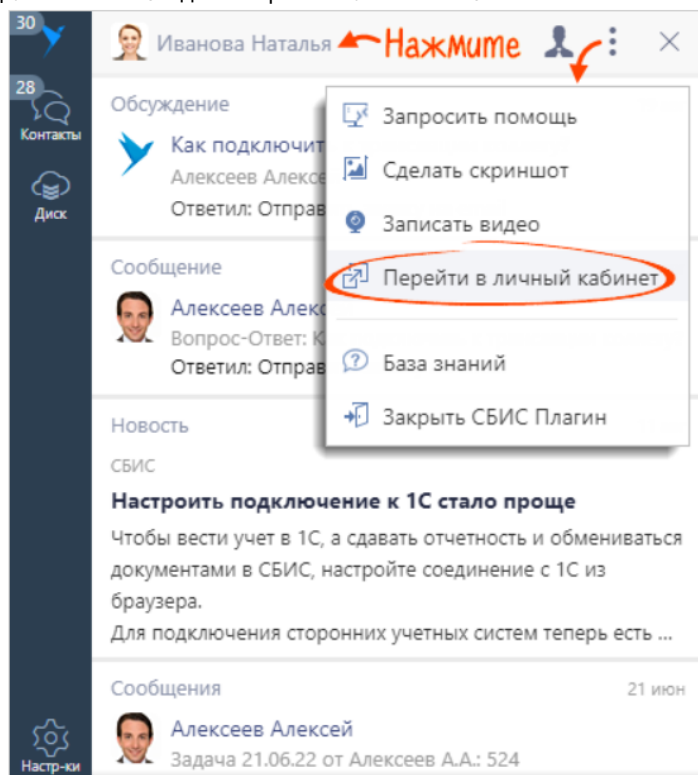 30
Иванова Наталья
Нажмите
28
Контакты
Диск
Обсуждение
Как подключит
Алексеев Алексе
Ответил: Отправ
Запросить помощь
Сделать скриншот
Записать видео
Перейти в личный кабинет
База знаний
Закрыть СБИС Плагин
Сообщение
Алексеев Алекс
Вопрос-Ответ: К
Ответил: Отправ
Новость
СБИС
Настроить подключение к 1С стало проще
Чтобы вести учет в 1С, а сдавать отчетность и обмениваться
документами в СБИС, настройте соединение с 1С из
браузера.
Для подключения сторонних учетных систем теперь есть ...
Сообщения
21 июн
Алексеев Алексей
Задача 21.06.22 от Алексеев А.А.: 524
Настр-ки